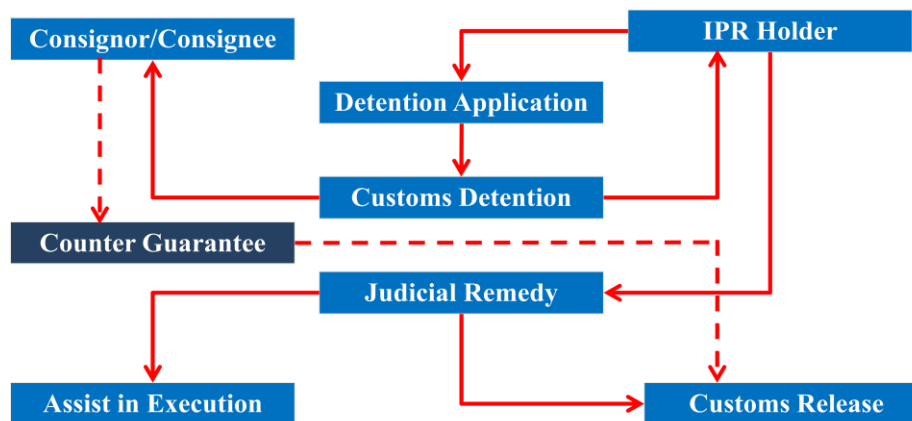 Consignor/Consignee
IPR Holder
Detention Application
Customs Detention
Counter Guarantee
Judicial Remedy
Assist in Execution
Customs Release